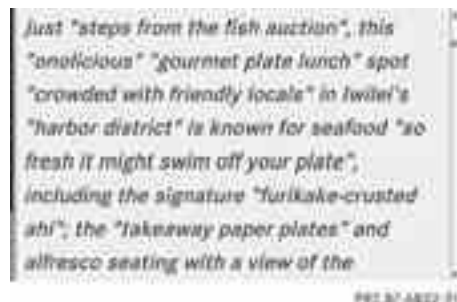 Just "steps from the fish auction", this
"onolicious" "gourmet plate lunch" spot
"crowded with friendly locals" in Iwilei's
"harbor district" is known for seafood "so
fresh it might swim off your plate",
including the signature "furikake-crusted
ahi"; the "takeaway paper plates" and
alfresco seating with a view of the